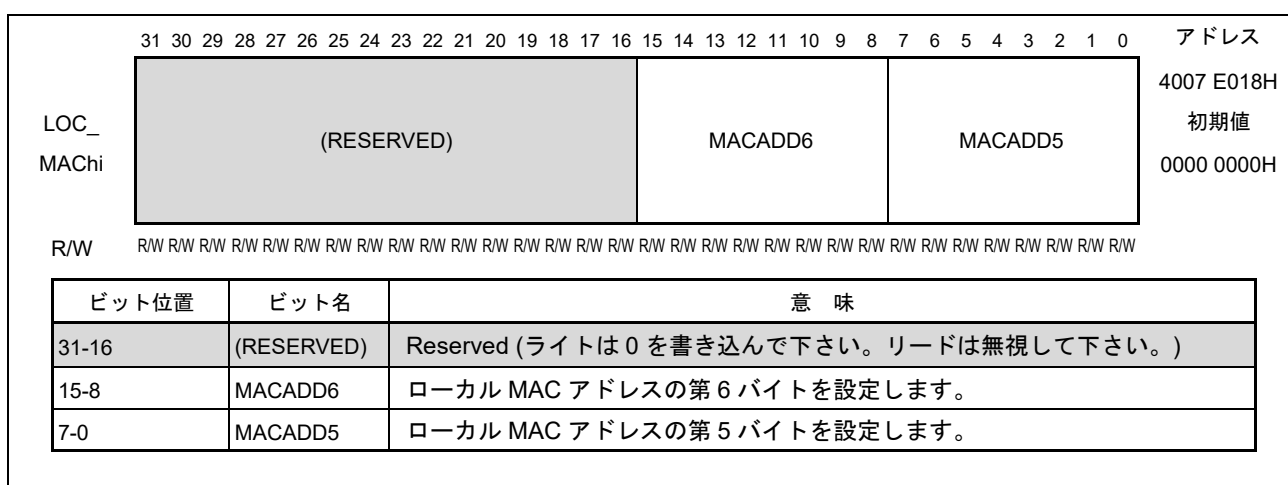 31 30 29 28 27 26 25 24 23 22 21 20 19 18 17 16 15 14 13 12 11 10 9 8 7 6 5 4 3 2 1 0 アドレス
4007 E018H
LOC_
MAChi
(RESERVED) MACADD6 MACADD5
初期値
0000 0000H
R/W R/W R/W R/W R/W R/W R/W R/W R/W R/W R/W R/W R/W R/W R/W R/W R/W R/W R/W R/W R/W R/W R/W R/W R/W R/W R/W R/W R/W R/W R/W R/W R/W
ビット位置 ビット名 意 味
31-16 (RESERVED) Reserved (ライトは 0 を書き込んで下さい。リードは無視して下さい。)
15-8 MACADD6 ローカル MAC アドレスの第 6 バイトを設定します。
7-0 MACADD5 ローカル MAC アドレスの第 5 バイトを設定します。